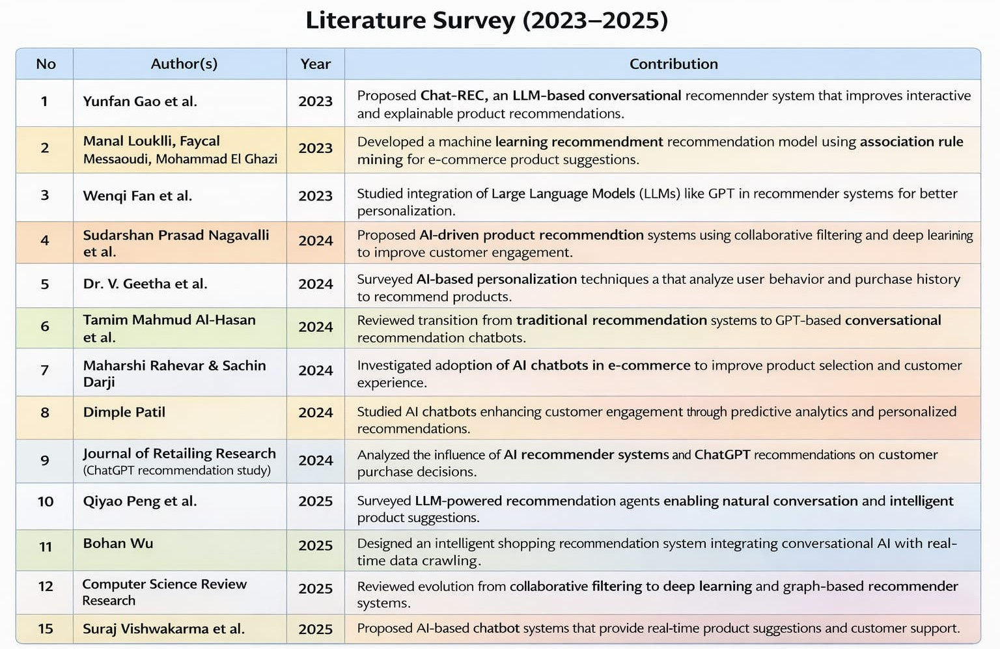 Literature Survey (2023–2025)
No Author(s) Year Contribution
1 Yunfan Gao et al. 2023 Proposed Chat-REC, an LLM-based conversational recomennder system that improves interactive
and explainable product recommendations.
2 Manal Louklli, Faycal
Messaoudi, Mohammad El Ghazi 2023 Developed a machine learning recommendment recommendation model using association rule
mining for e-commerce product suggestions.
3 Wenqi Fan et al. 2023 Studied integration of Large Language Models (LLMs) like GPT in recommender systems for better
personalization.
4 Sudarshan Prasad Nagavalli
et al. 2024 Proposed AI-driven product recommendtion systems using collaborative filtering and deep learining
to improve customer engagement.
5 Dr. V. Geetha et al. 2024 Surveyed AI-based personalization techniques a that analyze user behavior and purchase history
to recommend products.
6 Tamim Mahmud Al-Hasan
et al. 2024 Reviewed transition from traditional recommendation systems to GPT-based conversational
recommendation chatbots.
7 Maharshi Rahevar & Sachin
Darji 2024 Investigated adoption of AI chatbots in e-commerce to improve product selection and customer
experience.
8 Dimple Patil 2024 Studied AI chatbots enhancing customer engagement through predictive analytics and personalized
recommendations.
9 Journal of Retailing Research
(ChatGPT recommendation study) 2024 Analyzed the influence of AI recommender systems and ChatGPT recommendations on customer
purchase decisions.
10 Qiyao Peng et al. 2025 Surveyed LLM-powered recommendation agents enabling natural conversation and intelligent
product suggestions.
11 Bohan Wu 2025 Designed an intelligent shopping recommendation system integrating conversational AI with real-
time data crawling.
12 Computer Science Review
Research 2025 Reviewed evolution from collaborative filtering to deep learning and graph-based recommender
systems.
15 Suraj Vishwakarma et al. 2025 Proposed AI-based chatbot systems that provide real-time product suggestions and customer support.